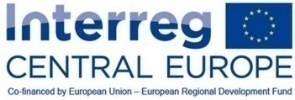 Interreg
CENTRAL EUROPE
Co-financed by European Union – European Regional Development Fund